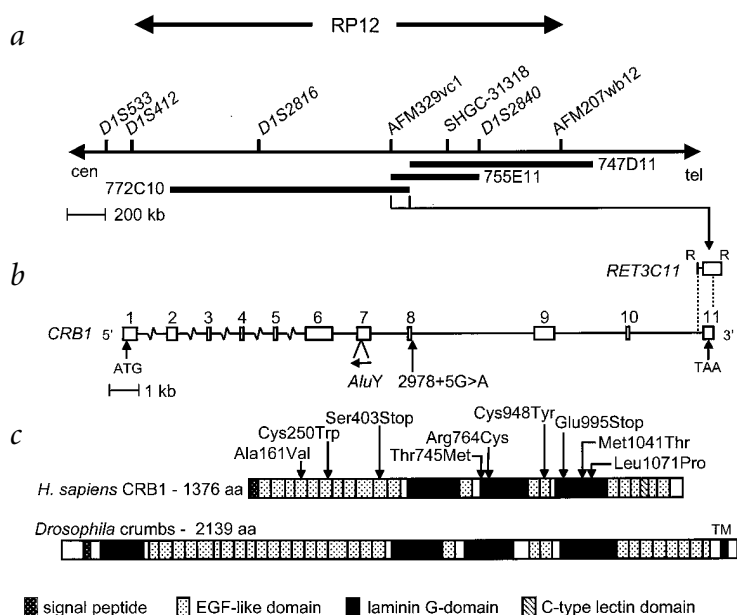 a
RP12
D1S533
D1S412
D1S2816
AFM329vc1
SHGC-31318
D1S2840
AFM207wb12
cen
tel
747D11
755E11
772C10
200 kb
R R
RET3C11
b
1 2 3 4 5 6 7 8 9 10 11
CRB1 5' 3'
ATG
AluY
2978+5G>A
TAA
1 kb
c
Ser403Stop
Cys250Trp
Ala161Val
Cys948Tyr
Arg764Cys
Thr745Met
Glu995Stop
Met1041Thr
Leu1071Pro
H. sapiens CRB1 - 1376 aa
Drosophila crumbs - 2139 aa
TM
signal peptide EGF-like domain laminin G-domain C-type lectin domain